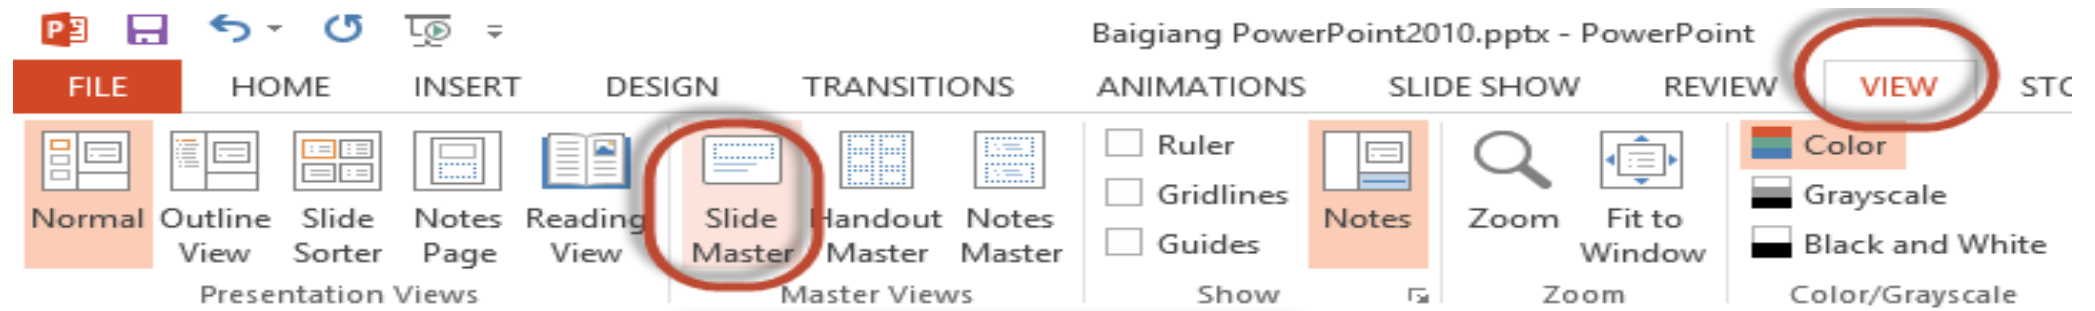 Baigiang PowerPoint2010.pptx - PowerPoint
FILE HOME INSERT DESIGN TRANSITIONS ANIMATIONS SLIDE SHOW REVIEW VIEW STO
Normal
Outline View
Slide Sorter
Notes Page
Reading View
Presentation Views
Slide Master
Handout Master
Notes Master
Master Views
Ruler
Gridlines
Guides
Show
Notes
Zoom
Fit to Window
Zoom
Color
Grayscale
Black and White
Color/Grayscale